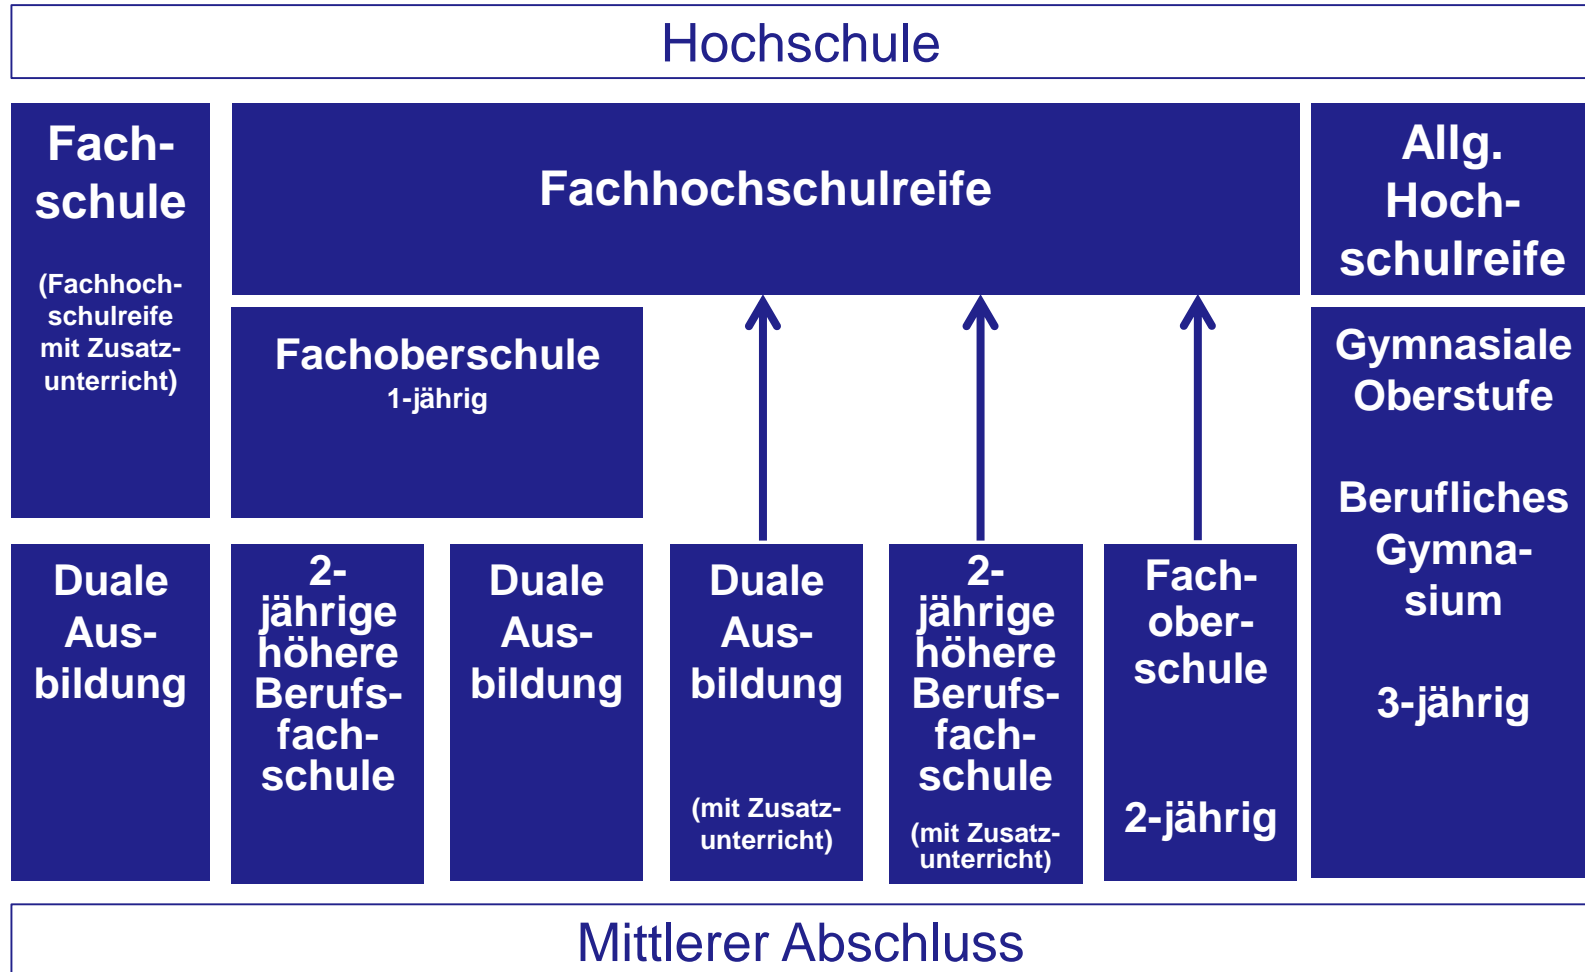 Hochschule
Fach-
schule
(Fachhoch-
schulreife
mit Zusatz-
unterricht)
Fachhochschulreife
Allg.
Hoch-
schulreife
Fachoberschule
1-jährig
Gymnasiale
Oberstufe
Berufliches
Gymna-
sium
3-jährig
Duale
Aus-
bildung
2-
jährige
höhere
Berufs-
fach-
schule
Duale
Aus-
bildung
Duale
Aus-
bildung
(mit Zusatz-
unterricht)
2-
jährige
höhere
Berufs-
fach-
schule
(mit Zusatz-
unterricht)
Fach-
ober-
schule
2-jährig
Mittlerer Abschluss